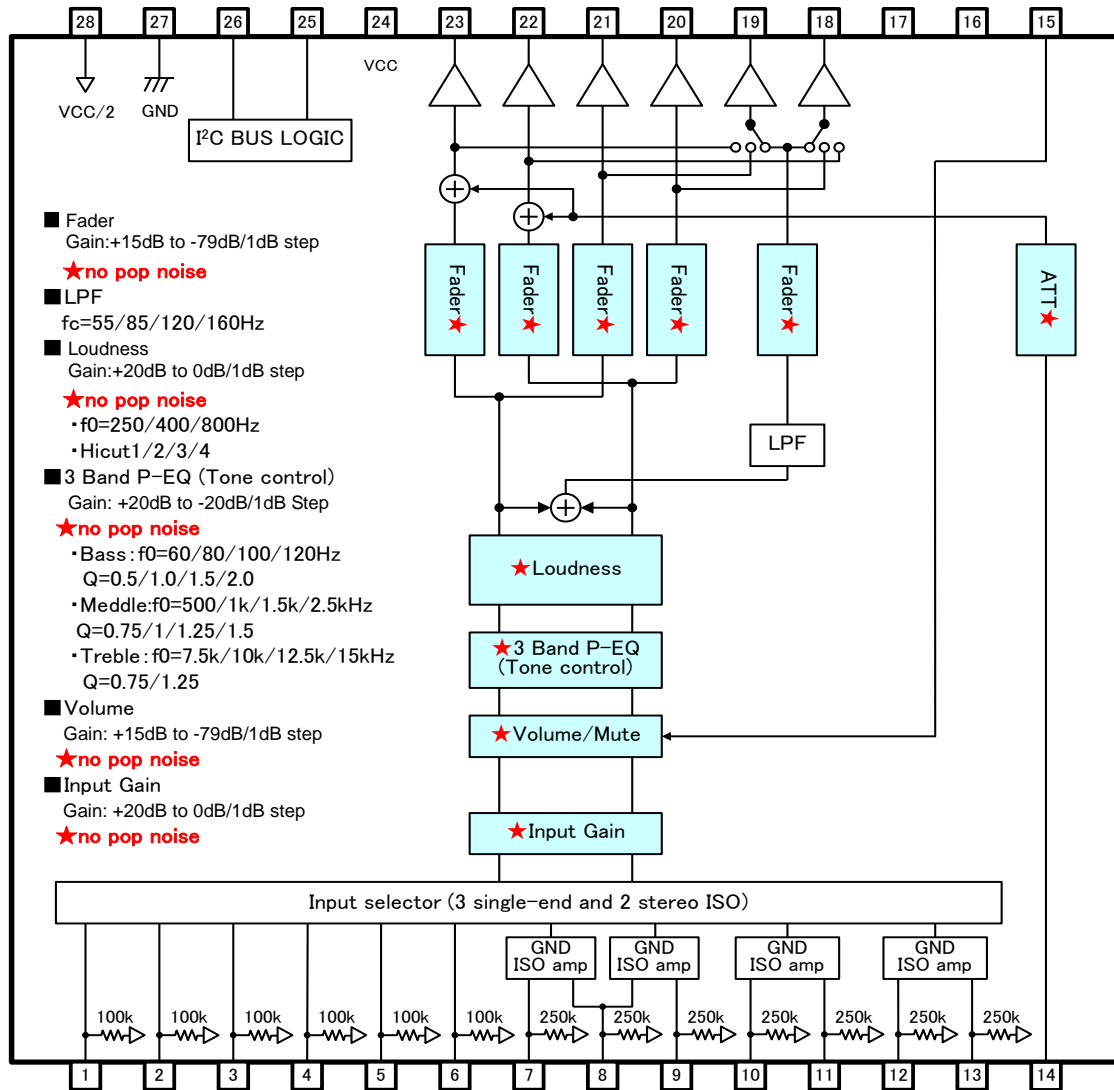 28 27 26 25 24 23 22 21 20 19 18 17 16 15
VCC
VCC/2
GND
I²C BUS LOGIC
■ Fader
Gain:+15dB to -79dB/1dB step
★no pop noise
■LPF
fc=55/85/120/160Hz
■ Loudness
Gain:+20dB to 0dB/1dB step
★no pop noise
・f0=250/400/800Hz
・Hicut1/2/3/4
■3 Band P-EQ (Tone control)
Gain: +20dB to -20dB/1dB Step
★no pop noise
・Bass:f0=60/80/100/120Hz
Q=0.5/1.0/1.5/2.0
・Meddle:f0=500/1k/1.5k/2.5kHz
Q=0.75/1/1.25/1.5
・Treble:f0=7.5k/10k/12.5k/15kHz
Q=0.75/1.25
■Volume
Gain: +15dB to -79dB/1dB step
★no pop noise
■Input Gain
Gain: +20dB to 0dB/1dB step
★no pop noise
Fader★
Fader★
Fader★
Fader★
Fader★
ATT★
LPF
★Loudness
★3 Band P-EQ
(Tone control)
★Volume/Mute
★Input Gain
Input selector (3 single-end and 2 stereo ISO)
GND
ISO amp
GND
ISO amp
GND
ISO amp
GND
ISO amp
100k 100k 100k 100k 100k 100k 250k 250k 250k 250k 250k 250k 250k
1 2 3 4 5 6 7 8 9 10 11 12 13 14